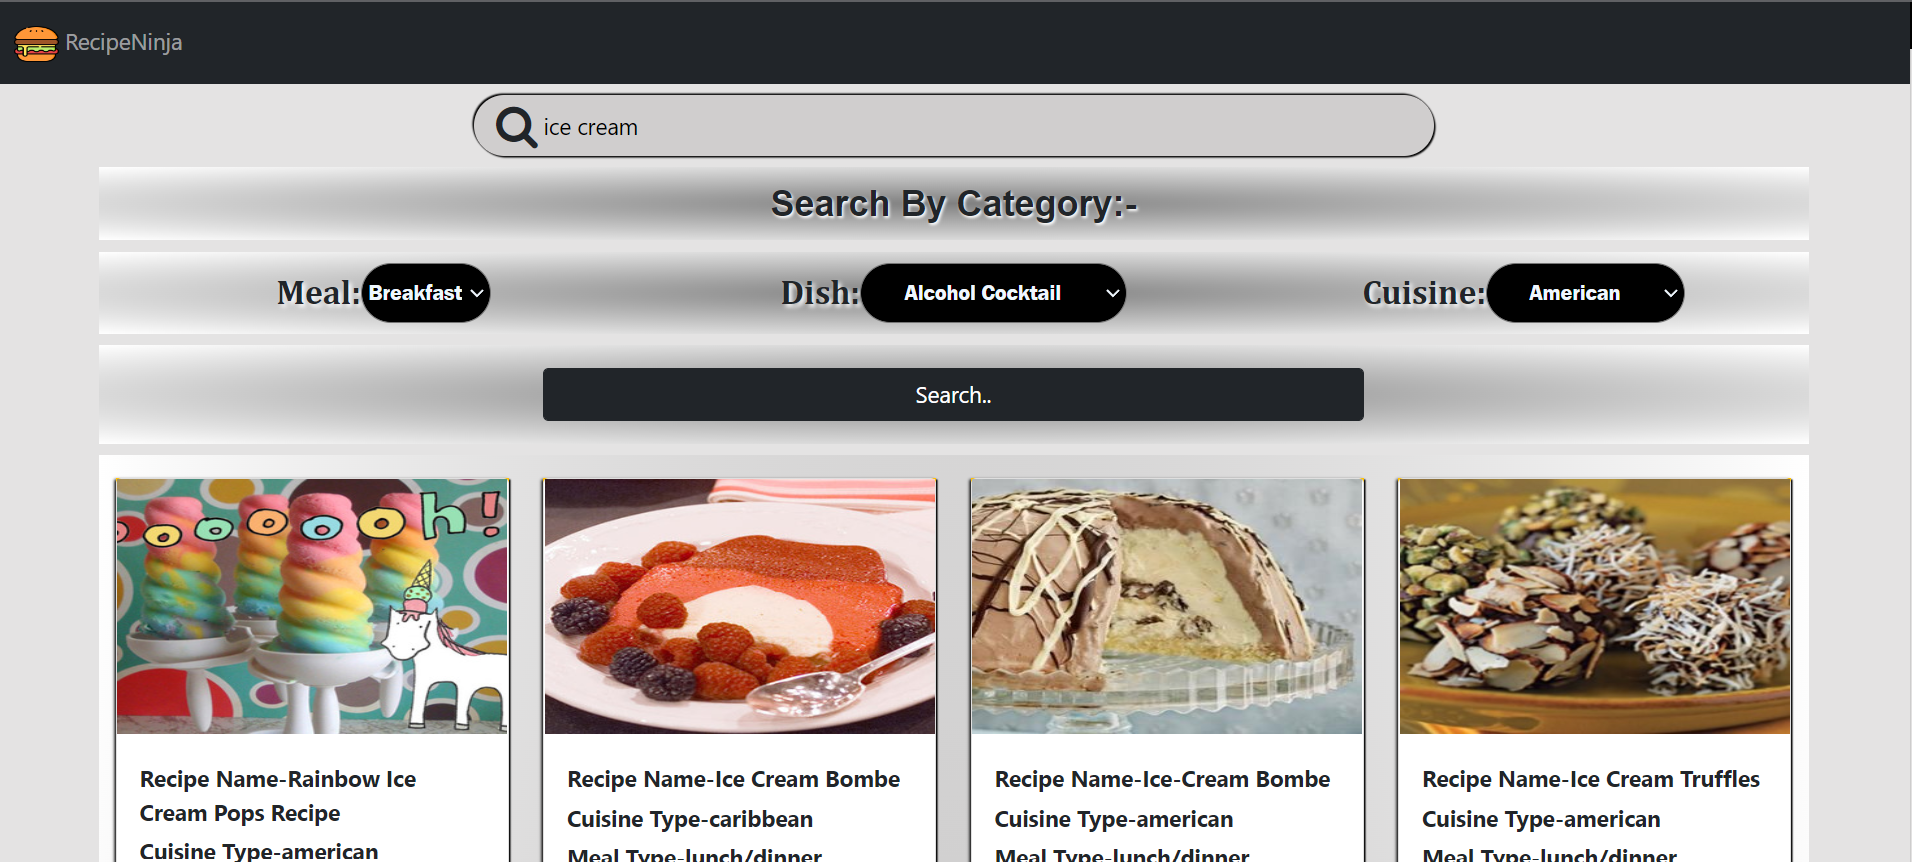 RecipeNinja
ice cream
Search By Category:-
Meal: Breakfast Dish: Alcohol Cocktail Cuisine: American
Search..
oooooooh!
Recipe Name-Rainbow Ice
Cream Pops Recipe
Cuisine Type-american
Recipe Name-Ice Cream Bombe
Cuisine Type-caribbean
Meal Type-lunch/dinner
Recipe Name-Ice-Cream Bombe
Cuisine Type-american
Meal Type-lunch/dinner
Recipe Name-Ice Cream Truffles
Cuisine Type-american
Meal Type-lunch/dinner